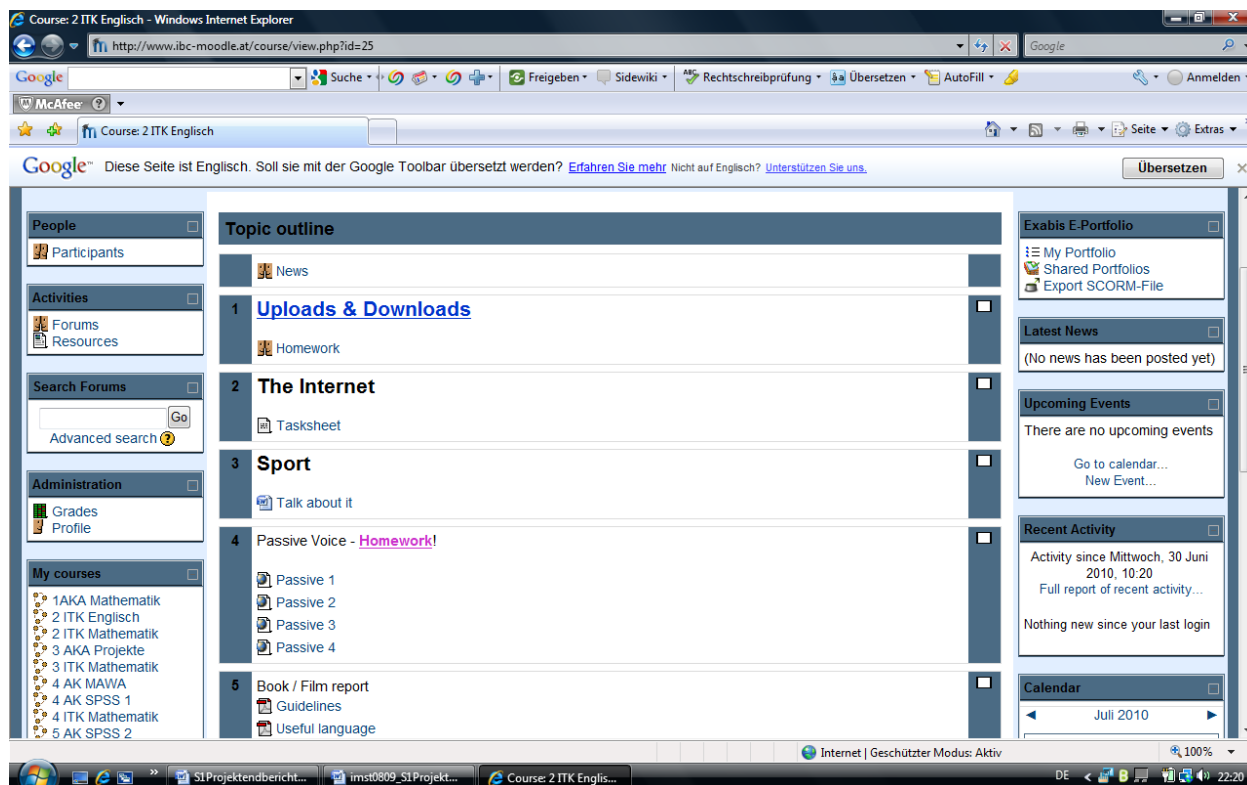 Course: 2 ITK Englisch - Windows Internet Explorer
http://www.ibc-moodle.at/course/view.php?id=25
Google
Google Suche Freigeben Sidewiki Rechtschreibprüfung Übersetzen AutoFill Anmelden
McAfee
Course: 2 ITK Englisch Seite Extras
Google™ Diese Seite ist Englisch. Soll sie mit der Google Toolbar übersetzt werden? Erfahren Sie mehr Nicht auf Englisch? Unterstützen Sie uns. Übersetzen
People
Participants
Activities
Forums
Resources
Search Forums
Go
Advanced search ?
Administration
Grades
Profile
My courses
1AKA Mathematik
2 ITK Englisch
2 ITK Mathematik
3 AKA Projekte
3 ITK Mathematik
4 AK MAWA
4 AK SPSS 1
4 ITK Mathematik
5 AK SPSS 2
Topic outline
News
1 Uploads & Downloads
Homework
2 The Internet
Tasksheet
3 Sport
Talk about it
4 Passive Voice - Homework!
Passive 1
Passive 2
Passive 3
Passive 4
5 Book / Film report
Guidelines
Useful language
Exabis E-Portfolio
My Portfolio
Shared Portfolios
Export SCORM-File
Latest News
(No news has been posted yet)
Upcoming Events
There are no upcoming events
Go to calendar...
New Event...
Recent Activity
Activity since Mittwoch, 30 Juni
2010, 10:20
Full report of recent activity...
Nothing new since your last login
Calendar
◄ Juli 2010 ►
Internet | Geschützter Modus: Aktiv 100%
S1Projektendbericht... imst0809_S1Projekt... Course: 2 ITK Englis... DE 22:20